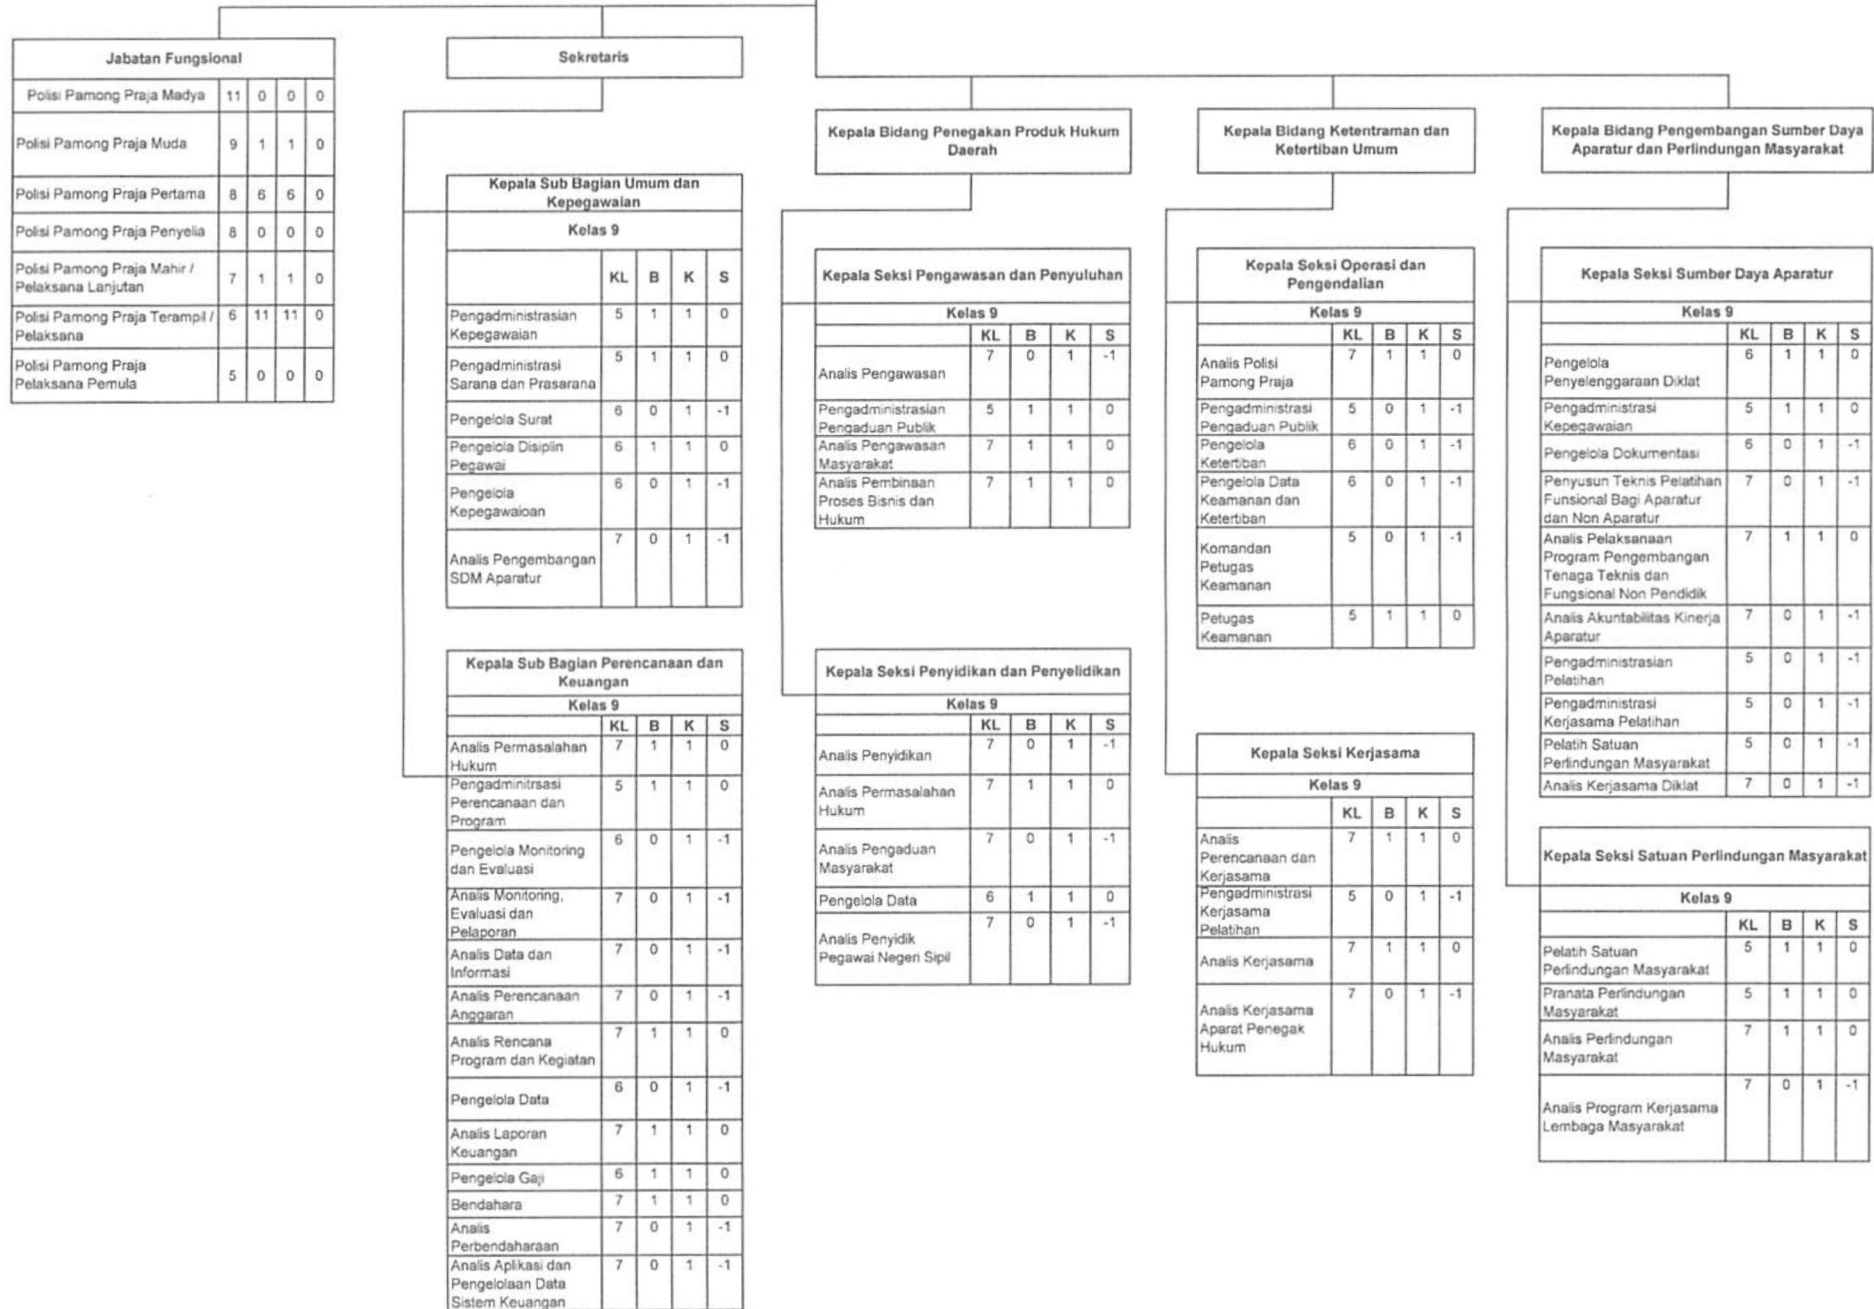 Jabatan Fungsional
Polisi Pamong Praja Madya 11 0 0 0
Polisi Pamong Praja Muda 9 1 1 0
Polisi Pamong Praja Pertama 8 6 6 0
Polisi Pamong Praja Penyelia 8 0 0 0
Polisi Pamong Praja Mahir /
Pelaksana Lanjutan 7 1 1 0
Polisi Pamong Praja Terampil /
Pelaksana 6 11 11 0
Polisi Pamong Praja
Pelaksana Pemula 5 0 0 0
Sekretaris
Kepala Sub Bagian Umum dan
Kepegawaian
Kelas 9
KL B K S
Pengadministrasian
Kepegawaian 5 1 1 0
Pengadministrasi
Sarana dan Prasarana 5 1 1 0
Pengelola Surat 6 0 1 -1
Pengelola Disiplin
Pegawai 6 1 1 0
Pengelola
Kepegawaioan 6 0 1 -1
Analis Pengembangan
SDM Aparatur 7 0 1 -1
Kepala Sub Bagian Perencanaan dan
Keuangan
Kelas 9
KL B K S
Analis Permasalahan
Hukum 7 1 1 0
Pengadminitrsasi
Perencanaan dan
Program 5 1 1 0
Pengelola Monitoring
dan Evaluasi 6 0 1 -1
Analis Monitoring,
Evaluasi dan
Pelaporan 7 0 1 -1
Analis Data dan
Informasi 7 0 1 -1
Analis Perencanaan
Anggaran 7 0 1 -1
Analis Rencana
Program dan Kegiatan 7 1 1 0
Pengelola Data 6 0 1 -1
Analis Laporan
Keuangan 7 1 1 0
Pengelola Gaji 6 1 1 0
Bendahara 7 1 1 0
Analis
Perbendaharaan 7 0 1 -1
Analis Aplikasi dan
Pengelolaan Data
Sistem Keuangan 7 0 1 -1
Kepala Bidang Penegakan Produk Hukum
Daerah
Kepala Seksi Pengawasan dan Penyuluhan
Kelas 9
KL B K S
Analis Pengawasan 7 0 1 -1
Pengadministrasian
Pengaduan Publik 5 1 1 0
Analis Pengawasan
Masyarakat 7 1 1 0
Analis Pembinaan
Proses Bisnis dan
Hukum 7 1 1 0
Kepala Seksi Penyidikan dan Penyelidikan
Kelas 9
KL B K S
Analis Penyidikan 7 0 1 -1
Analis Permasalahan
Hukum 7 1 1 0
Analis Pengaduan
Masyarakat 7 0 1 -1
Pengelola Data 6 1 1 0
Analis Penyidik
Pegawai Negeri Sipil 7 0 1 -1
Kepala Bidang Ketentraman dan
Ketertiban Umum
Kepala Seksi Operasi dan
Pengendalian
Kelas 9
KL B K S
Analis Polisi
Pamong Praja 7 1 1 0
Pengadministrasi
Pengaduan Publik 5 0 1 -1
Pengelola
Ketertiban 6 0 1 -1
Pengelola Data
Keamanan dan
Ketertiban 6 0 1 -1
Komandan
Petugas
Keamanan 5 0 1 -1
Petugas
Keamanan 5 1 1 0
Kepala Seksi Kerjasama
Kelas 9
KL B K S
Analis
Perencanaan dan
Kerjasama 7 1 1 0
Pengadministrasi
Kerjasama
Pelatihan 5 0 1 -1
Analis Kerjasama 7 1 1 0
Analis Kerjasama
Aparat Penegak
Hukum 7 0 1 -1
Kepala Bidang Pengembangan Sumber Daya
Aparatur dan Perlindungan Masyarakat
Kepala Seksi Sumber Daya Aparatur
Kelas 9
KL B K S
Pengelola
Penyelenggaraan Diklat 6 1 1 0
Pengadministrasi
Kepegawaian 5 1 1 0
Pengelola Dokumentasi 6 0 1 -1
Penyusun Teknis Pelatihan
Funsional Bagi Aparatur
dan Non Aparatur 7 0 1 -1
Analis Pelaksanaan
Program Pengembangan
Tenaga Teknis dan
Fungsional Non Pendidik 7 1 1 0
Analis Akuntabilitas Kinerja
Aparatur 7 0 1 -1
Pengadministrasian
Pelatihan 5 0 1 -1
Pengadministrasi
Kerjasama Pelatihan 5 0 1 -1
Pelatih Satuan
Perlindungan Masyarakat 5 0 1 -1
Analis Kerjasama Diklat 7 0 1 -1
Kepala Seksi Satuan Perlindungan Masyarakat
Kelas 9
KL B K S
Pelatih Satuan
Perlindungan Masyarakat 5 1 1 0
Pranata Perlindungan
Masyarakat 5 1 1 0
Analis Perlindungan
Masyarakat 7 1 1 0
Analis Program Kerjasama
Lembaga Masyarakat 7 0 1 -1